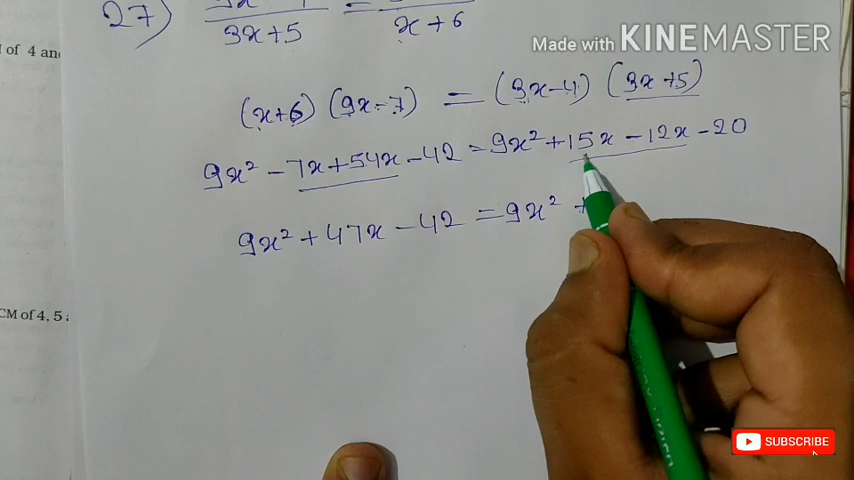 27)
3x+5 = x+6
of 4 and
Made with KINEMASTER
(x+6) (9x-7) = (3x-4) (3x+5)
9x² - 7x + 54x - 42 = 9x² + 15x - 12x - 20
9x² + 47x - 42 = 9x² +
CM of 4, 5
SUBSCRIBE